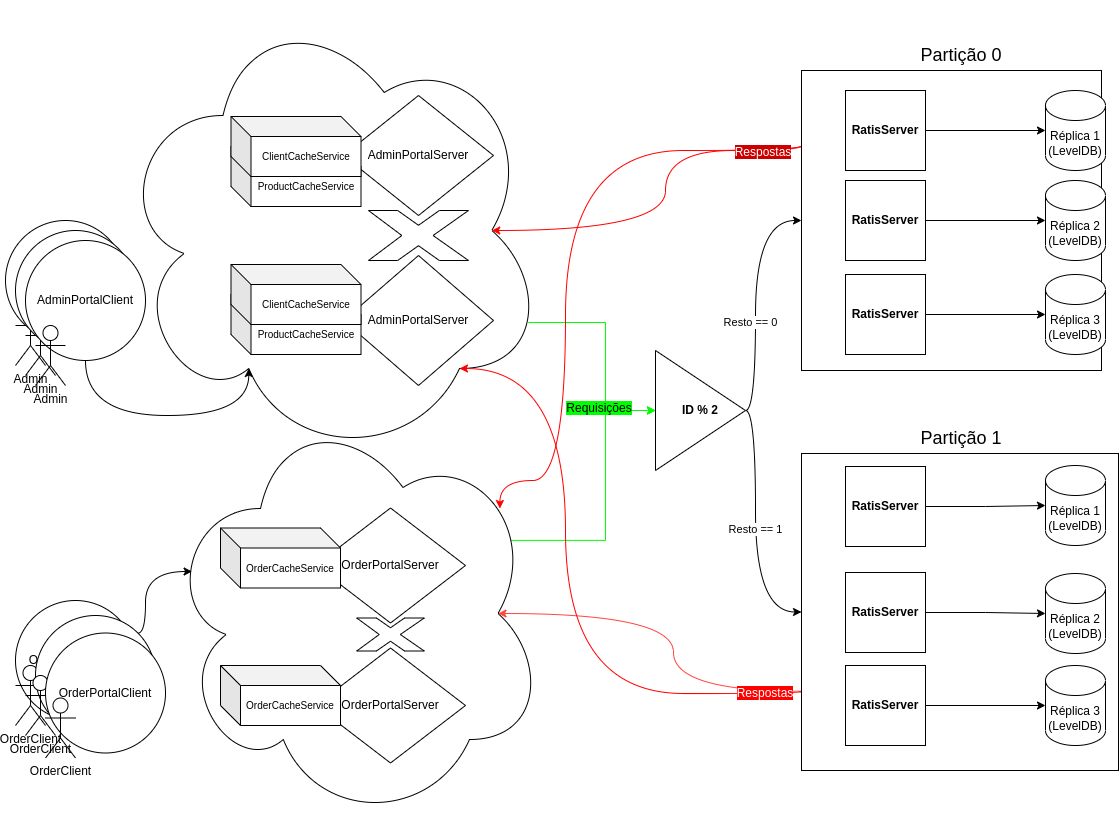 Partição 0
ClientCacheService
ProductCacheService
AdminPortalServer
ClientCacheService
ProductCacheService
AdminPortalServer
AdminPortalClient
Admin
Admin
Admin
Respostas
RatisServer
Réplica 1
(LevelDB)
RatisServer
Réplica 2
(LevelDB)
RatisServer
Réplica 3
(LevelDB)
Resto == 0
Requisições
ID % 2
Resto == 1
Partição 1
RatisServer
Réplica 1
(LevelDB)
RatisServer
Réplica 2
(LevelDB)
RatisServer
Réplica 3
(LevelDB)
Respostas
OrderCacheService
OrderPortalServer
OrderCacheService
OrderPortalServer
OrderPortalClient
OrderClient
OrderClient
OrderClient